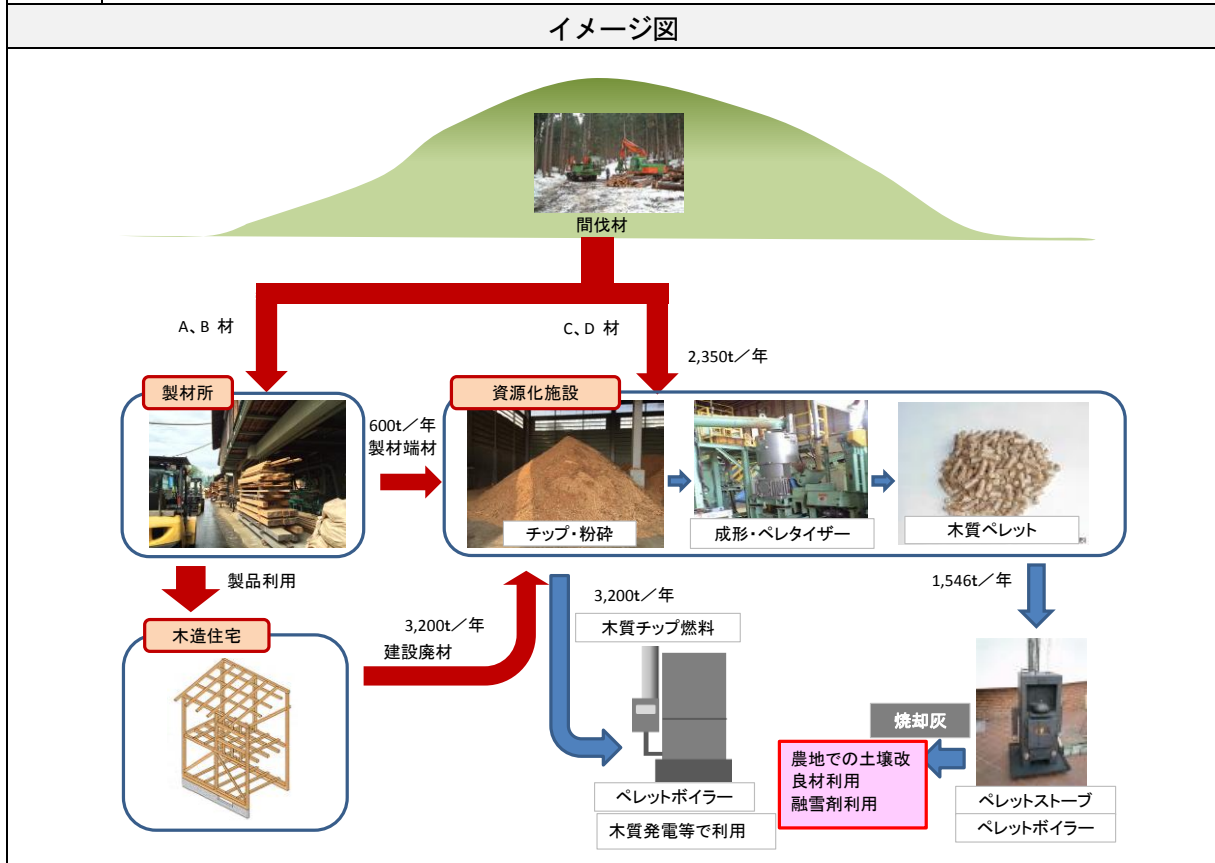 イメージ図
間伐材
A、B 材
C、D 材
2,350t／年
製材所
資源化施設
600t／年
製材端材
チップ・粉砕
成形・ペレタイザー
木質ペレット
製品利用
3,200t／年
1,546t／年
木造住宅
3,200t／年
建設廃材
木質チップ燃料
焼却灰
農地での土壌改
良材利用
融雪剤利用
ペレットボイラー
木質発電等で利用
ペレットストーブ
ペレットボイラー